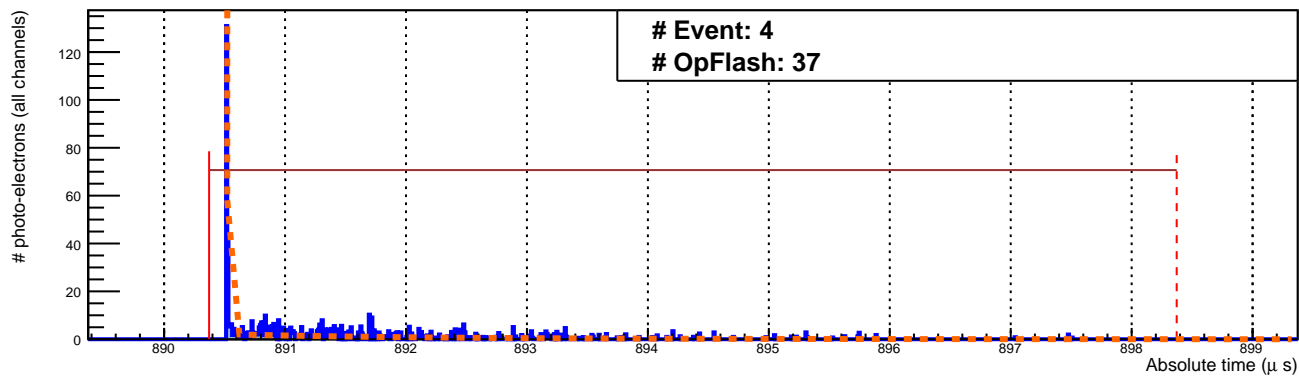 # Event: 4
# OpFlash: 37
# photo-electrons (all channels)
120
100
80
60
40
20
0
890 891 892 893 894 895 896 897 898 899
Absolute time (μ s)